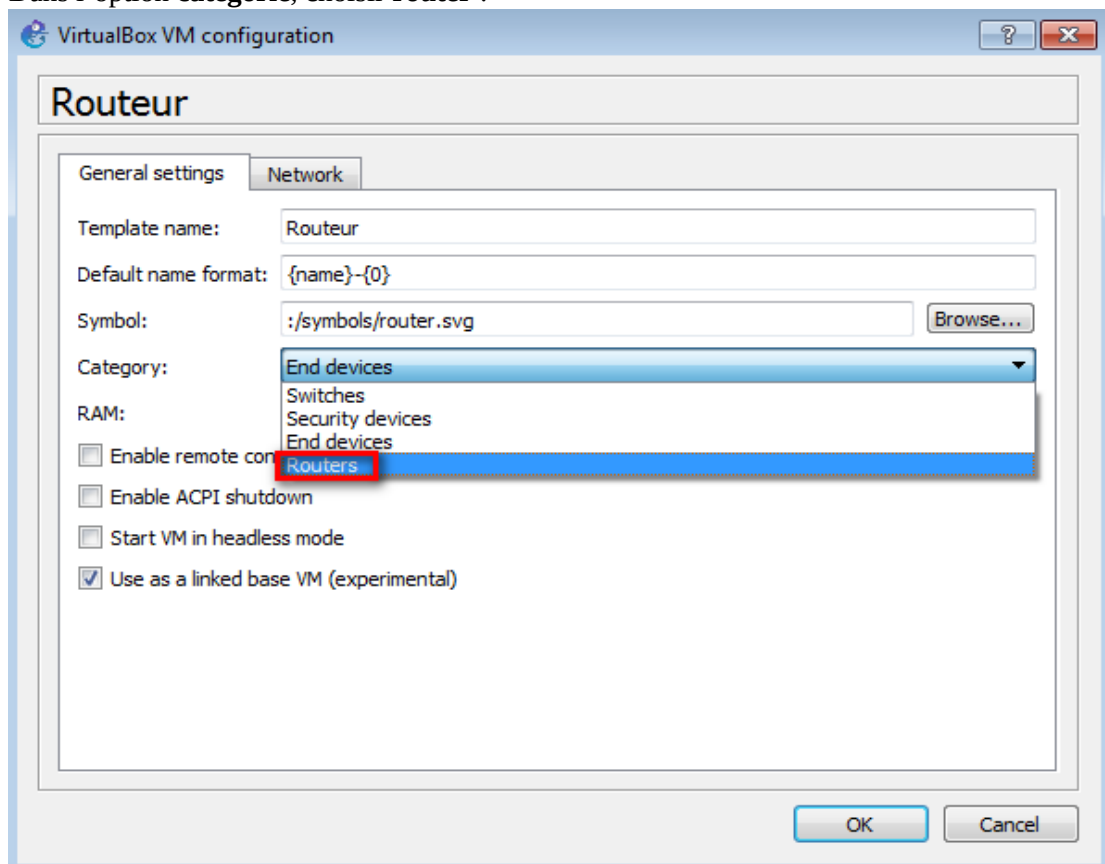 VirtualBox VM configuration
Routeur
General settings Network
Template name: Routeur
Default name format: {name}-{0}
Symbol: :/symbols/router.svg Browse...
Category: End devices
Switches
RAM: Security devices
End devices
Enable remote con
Routers
Enable ACPI shutdown
Start VM in headless mode
Use as a linked base VM (experimental)
OK Cancel